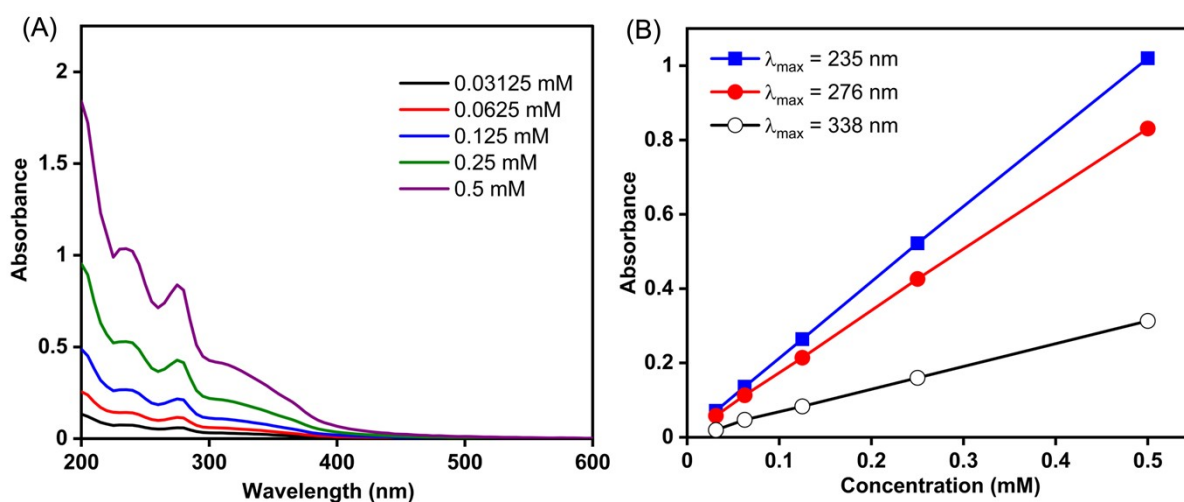 (A)
2
1.5
1
0.5
0
Absorbance
200
300
400
500
600
Wavelength (nm)
0.03125 mM
0.0625 mM
0.125 mM
0.25 mM
0.5 mM
(B)
1
0.8
0.6
0.4
0.2
0
Absorbance
0
0.1
0.2
0.3
0.4
0.5
Concentration (mM)
λmax = 235 nm
λmax = 276 nm
λmax = 338 nm